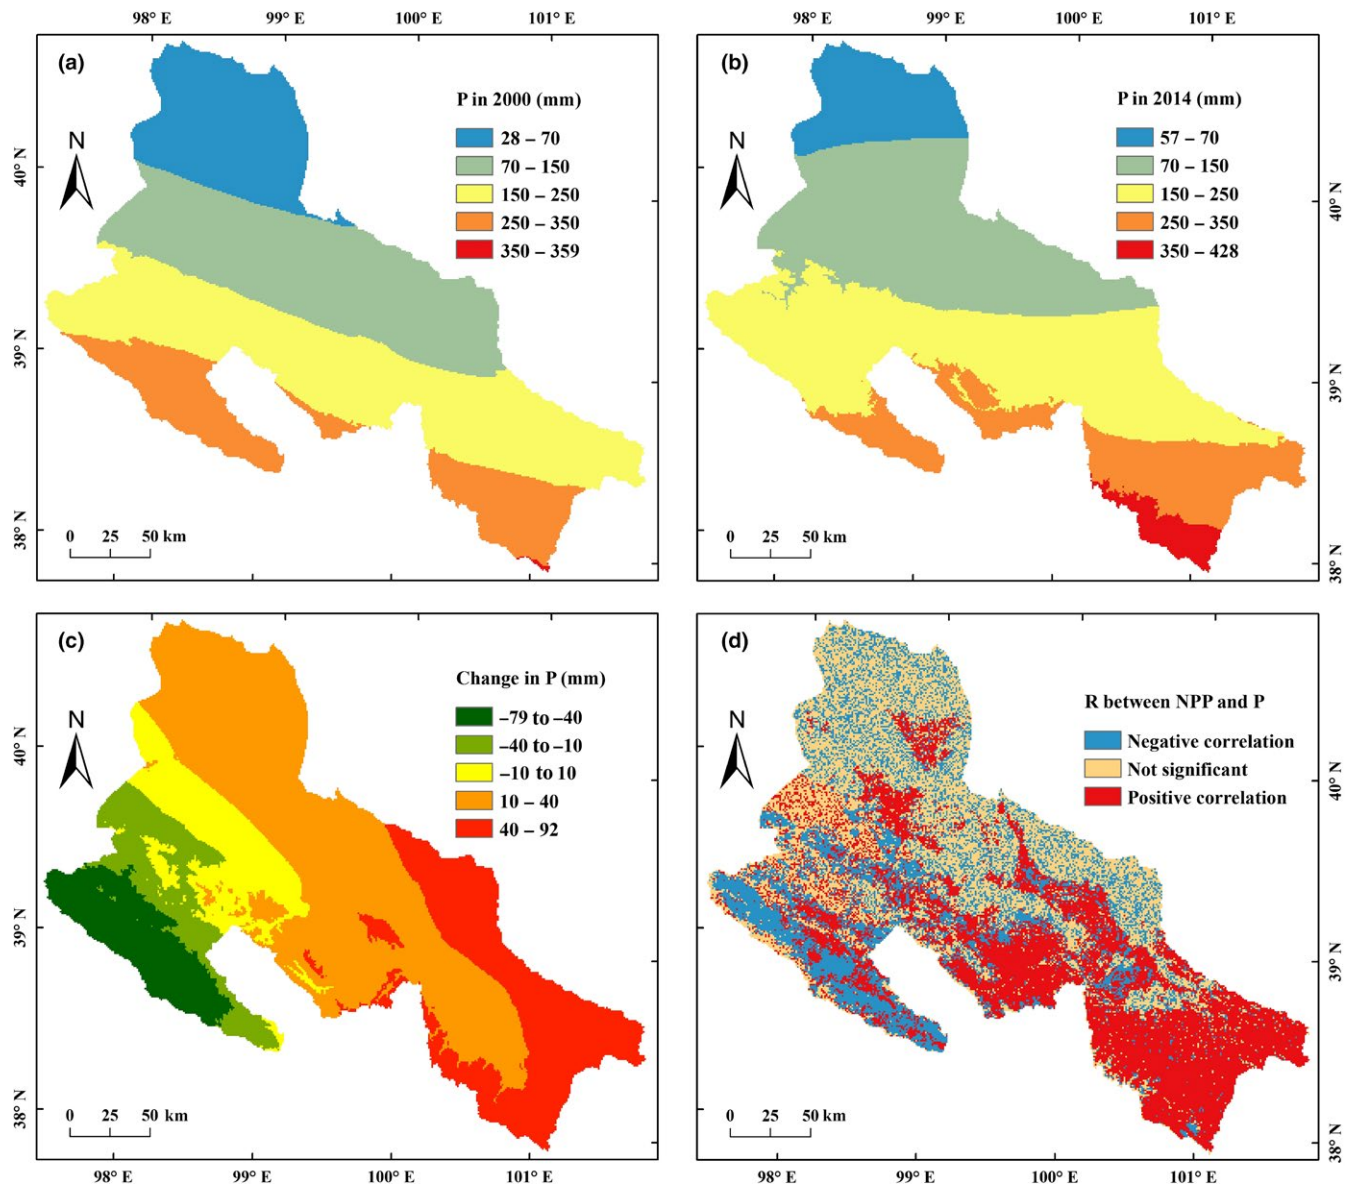 98° E 99° E 100° E 101° E
98° E 99° E 100° E 101° E
(a)
P in 2000 (mm)
28 – 70
70 – 150
150 – 250
250 – 350
350 – 359
N
40° N
39° N
38° N
0 25 50 km
(b)
P in 2014 (mm)
57 – 70
70 – 150
150 – 250
250 – 350
350 – 428
N
40° N
39° N
38° N
0 25 50 km
(c)
Change in P (mm)
–79 to –40
–40 to –10
–10 to 10
10 – 40
40 – 92
N
40° N
39° N
38° N
0 25 50 km
(d)
R between NPP and P
Negative correlation
Not significant
Positive correlation
N
40° N
39° N
38° N
0 25 50 km
98° E 99° E 100° E 101° E
98° E 99° E 100° E 101° E